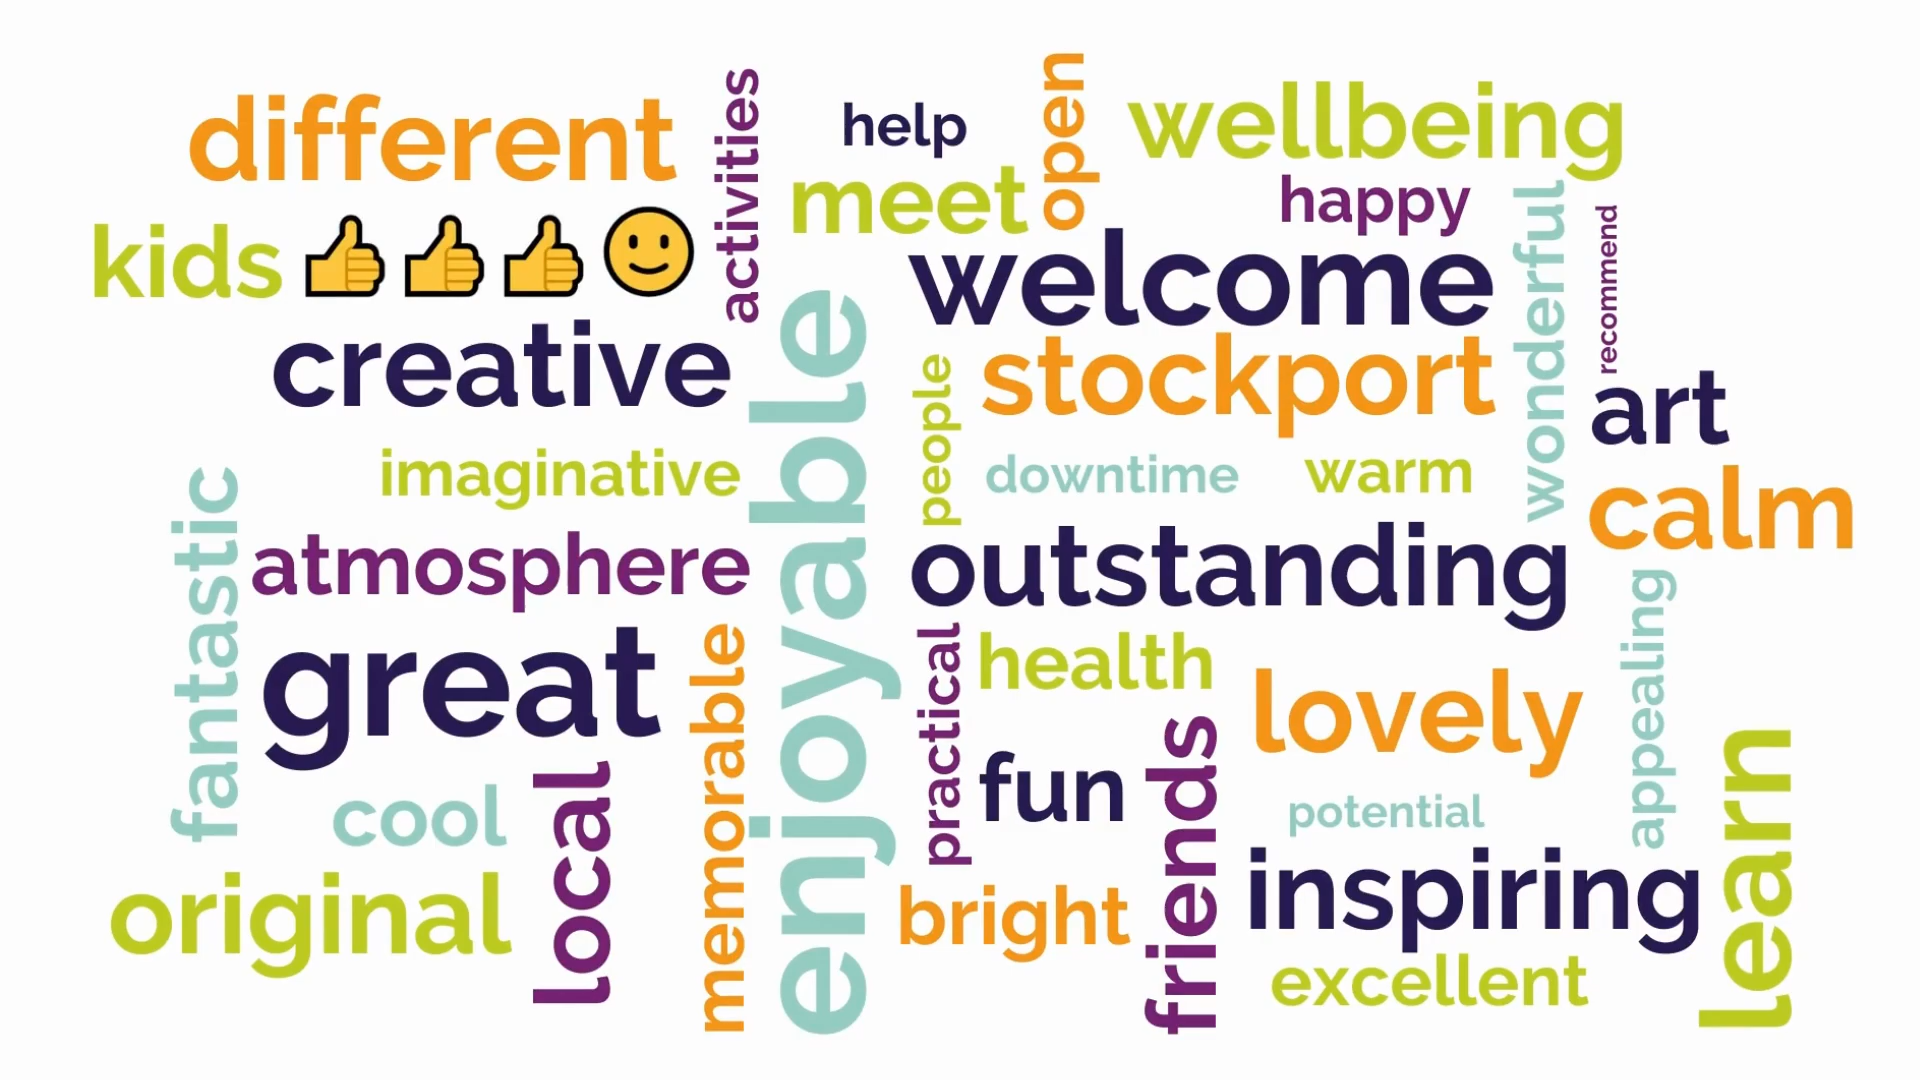 different
activities
help
open
wellbeing
kids 👍👍👍🙂
meet
happy
welcome
wonderful
recommend
creative
enjoyable
people
stockport
art
imaginative
downtime
warm
calm
fantastic
atmosphere
outstanding
great
memorable
practical
health
lovely
appealing
cool
local
fun
friends
potential
learn
original
bright
inspiring
excellent